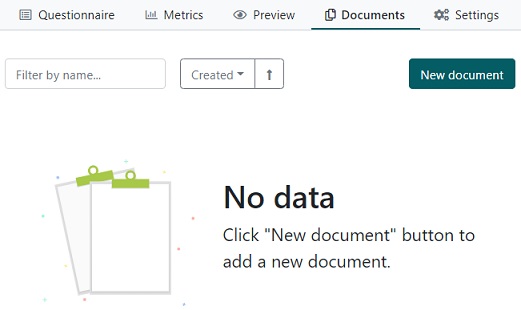 Questionnaire Metrics Preview Documents Settings
Filter by name... Created New document
No data
Click "New document" button to
add a new document.